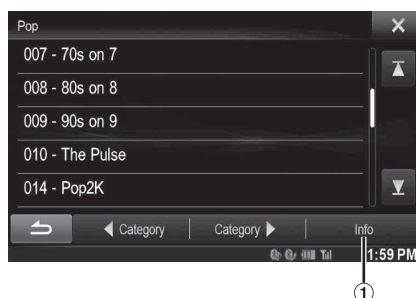 Pop
007 - 70s on 7
008 - 80s on 8
009 - 90s on 9
010 - The Pulse
014 - Pop2K
Category
Category
Info
1:59 PM
1